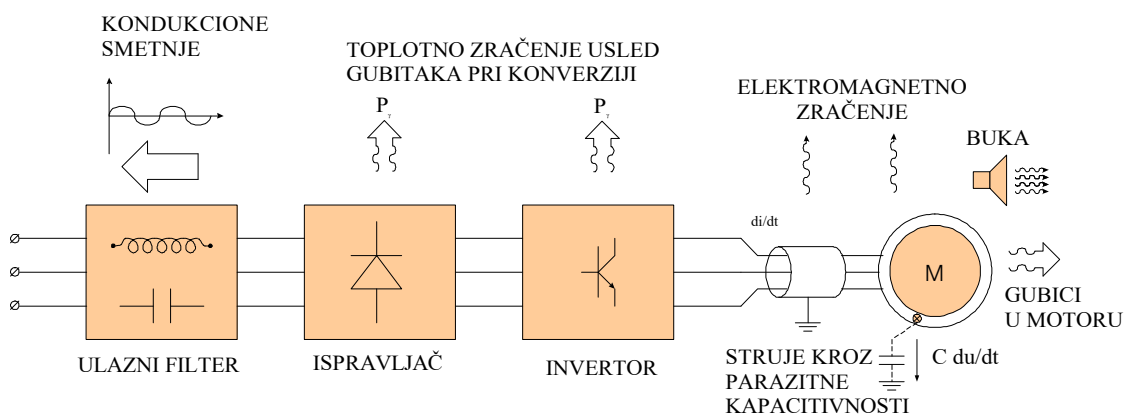 KONDUKCIONE
SMETNJE
TOPLOTNO ZRAČENJE USLED
GUBITAKA PRI KONVERZIJI
P
γ
P
γ
ELEKTROMAGNETNO
ZRAČENJE
BUKA
di/dt
M
GUBICI
U MOTORU
ULAZNI FILTER
ISPRAVLJAČ
INVERTOR
STRUJE KROZ
PARAZITNE
KAPACITIVNOSTI
C du/dt